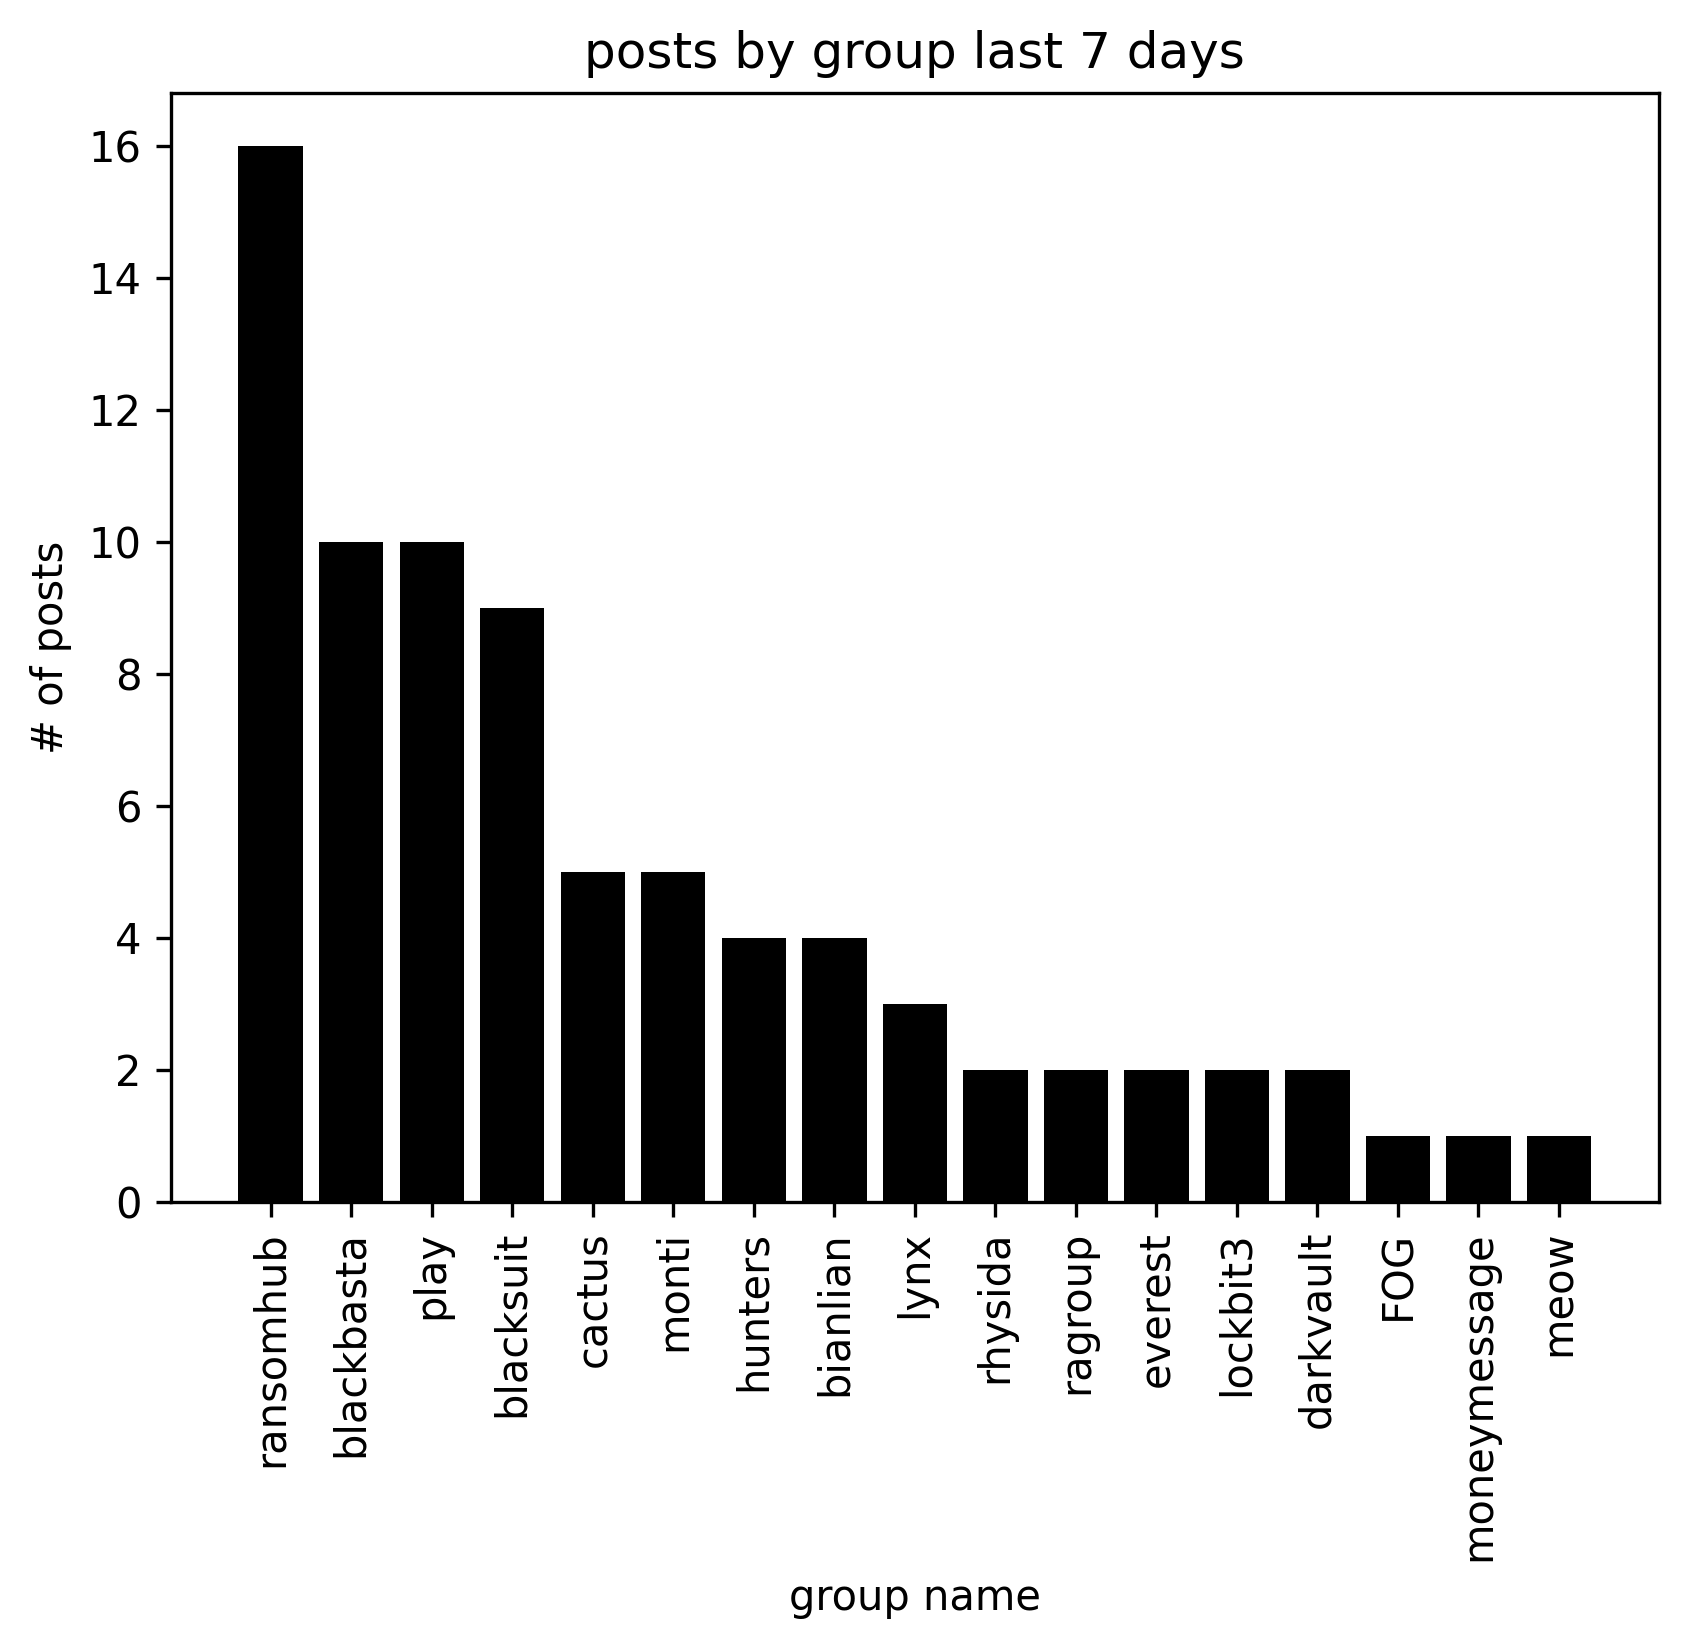 posts by group last 7 days
16
14
12
10
8
6
4
2
0
# of posts
ransomhub
blackbasta
play
blacksuit
cactus
monti
hunters
bianlian
lynx
rhysida
ragroup
everest
lockbit3
darkvault
FOG
moneymessage
meow
group name